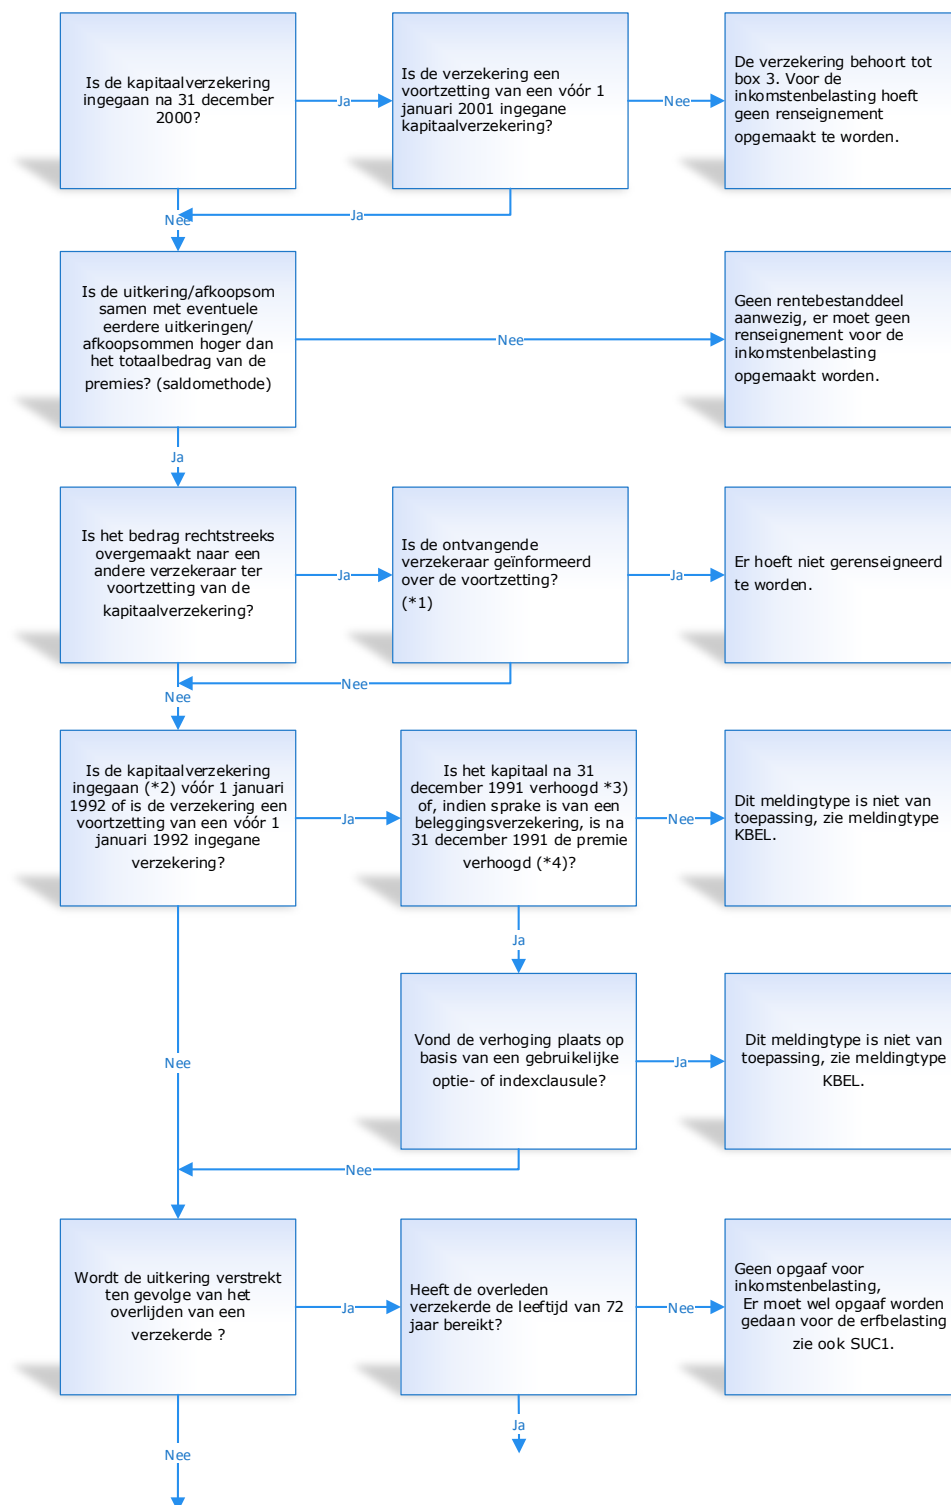 Is de kapitaalverzekering
ingegaan na 31 december
2000?
Ja
Is de verzekering een
voortzetting van een vóór 1
januari 2001 ingegane
kapitaalverzekering?
Nee
De verzekering behoort tot
box 3. Voor de
inkomstenbelasting hoeft
geen renseignement
opgemaakt te worden.
Ja
Nee
Is de uitkering/afkoopsom
samen met eventuele
eerdere uitkeringen/
afkoopsommen hoger dan
het totaalbedrag van de
premies? (saldomethode)
Nee
Geen rentebestanddeel
aanwezig, er moet geen
renseignement voor de
inkomstenbelasting
opgemaakt worden.
Ja
Is het bedrag rechtstreeks
overgemaakt naar een
andere verzekeraar ter
voortzetting van de
kapitaalverzekering?
Ja
Is de ontvangende
verzekeraar geïnformeerd
over de voortzetting?
(*1)
Ja
Er hoeft niet gerenseigneerd
te worden.
Nee
Nee
Is de kapitaalverzekering
ingegaan (*2) vóór 1 januari
1992 of is de verzekering een
voortzetting van een vóór 1
januari 1992 ingegane
verzekering?
Ja
Is het kapitaal na 31
december 1991 verhoogd *3)
of, indien sprake is van een
beleggingsverzekering, is na
31 december 1991 de premie
verhoogd (*4)?
Nee
Dit meldingtype is niet van
toepassing, zie meldingtype
KBEL.
Ja
Nee
Vond de verhoging plaats op
basis van een gebruikelijke
optie- of indexclausule?
Ja
Dit meldingtype is niet van
toepassing, zie meldingtype
KBEL.
Nee
Wordt de uitkering verstrekt
ten gevolge van het
overlijden van een
verzekerde ?
Ja
Heeft de overleden
verzekerde de leeftijd van 72
jaar bereikt?
Nee
Geen opgaaf voor
inkomstenbelasting,
Er moet wel opgaaf worden
gedaan voor de erfbelasting
zie ook SUC1.
Ja
Nee